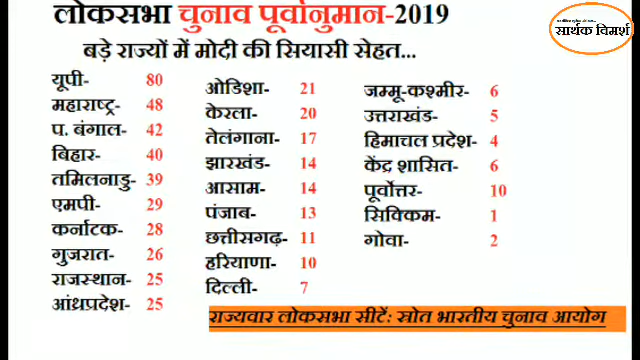 लोकसभा चुनाव पूर्वानुमान-2019
सार्थक विमर्श
बड़े राज्यों में मोदी की सियासी सेहत...
यूपी- 80
महाराष्ट्र- 48
प. बंगाल- 42
बिहार- 40
तमिलनाडु- 39
एमपी- 29
कर्नाटक- 28
गुजरात- 26
राजस्थान- 25
आंध्रप्रदेश- 25
ओडिशा- 21
केरला- 20
तेलंगाना- 17
झारखंड- 14
आसाम- 14
पंजाब- 13
छत्तीसगढ़- 11
हरियाणा- 10
दिल्ली- 7
जम्मू-कश्मीर- 6
उत्तराखंड- 5
हिमाचल प्रदेश- 4
केंद्र शासित- 6
पूर्वोत्तर- 10
सिक्किम- 1
गोवा- 2
राज्यवार लोकसभा सीटें: स्रोत भारतीय चुनाव आयोग